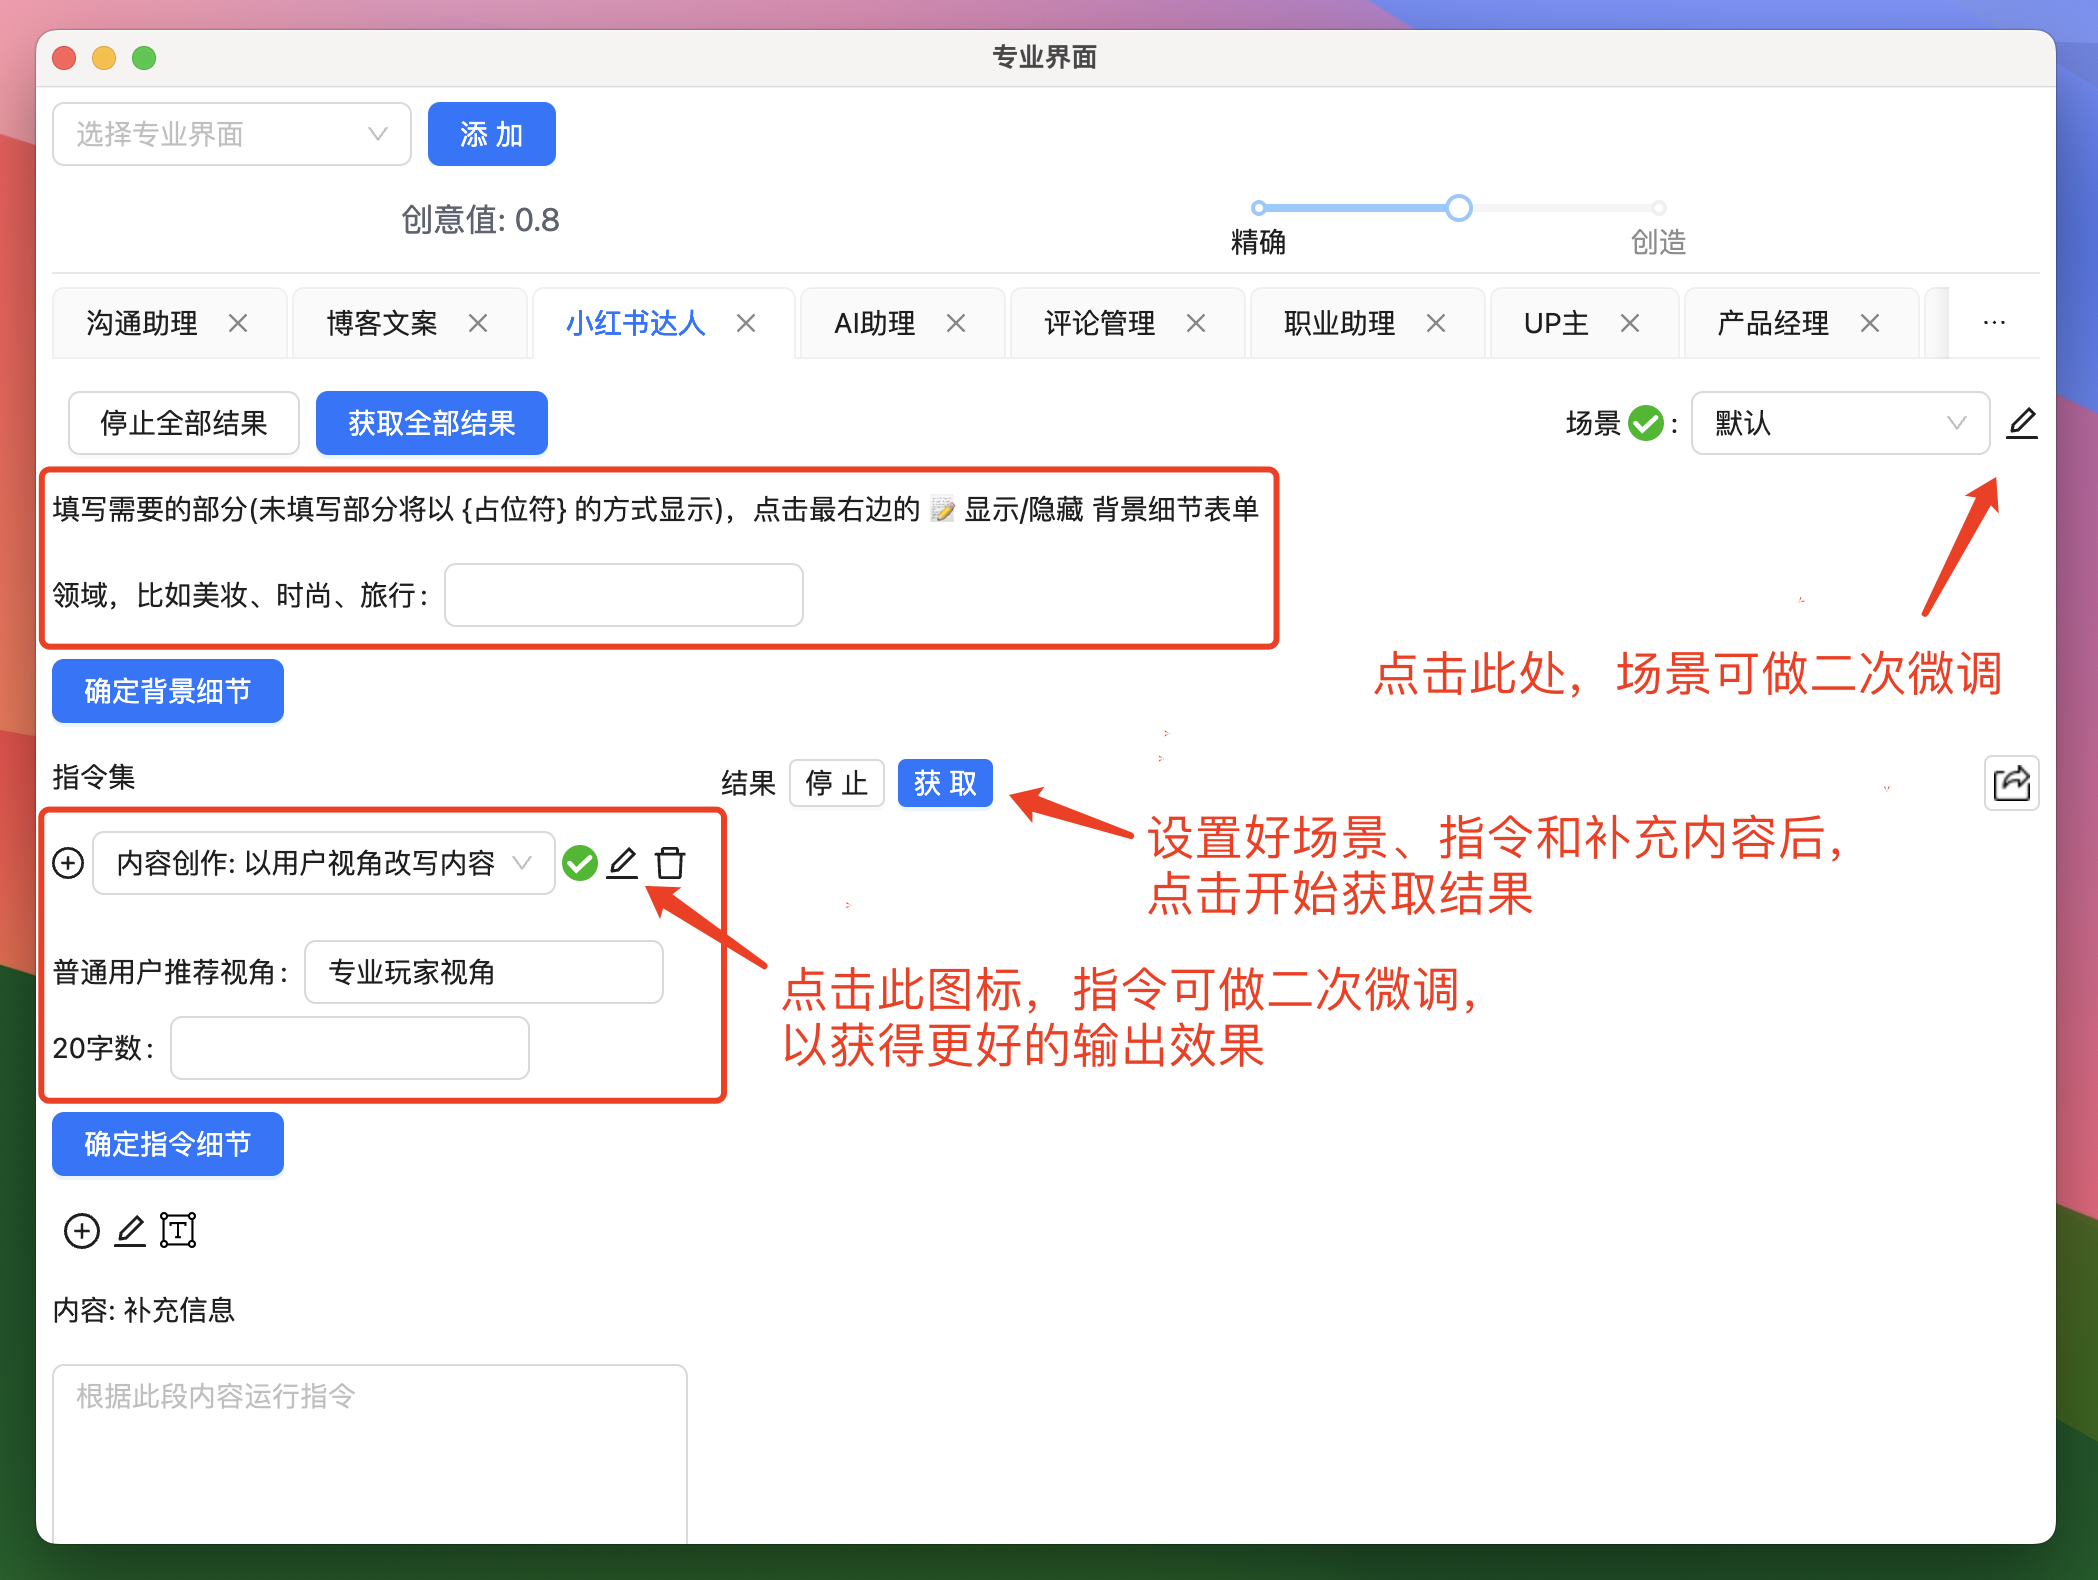 专业界面
选择专业界面
添 加
创意值: 0.8
精确
创造
沟通助理
博客文案
小红书达人
AI助理
评论管理
职业助理
UP主
产品经理
···
停止全部结果
获取全部结果
场景 :
默认
填写需要的部分(未填写部分将以 {占位符} 的方式显示)，点击最右边的 📝 显示/隐藏 背景细节表单
领域，比如美妆、时尚、旅行:
点击此处，场景可做二次微调
确定背景细节
指令集
结果
停 止
获 取
设置好场景、指令和补充内容后，
点击开始获取结果
内容创作: 以用户视角改写内容
普通用户推荐视角:
专业玩家视角
点击此图标，指令可做二次微调，
以获得更好的输出效果
20字数:
确定指令细节
内容: 补充信息
根据此段内容运行指令